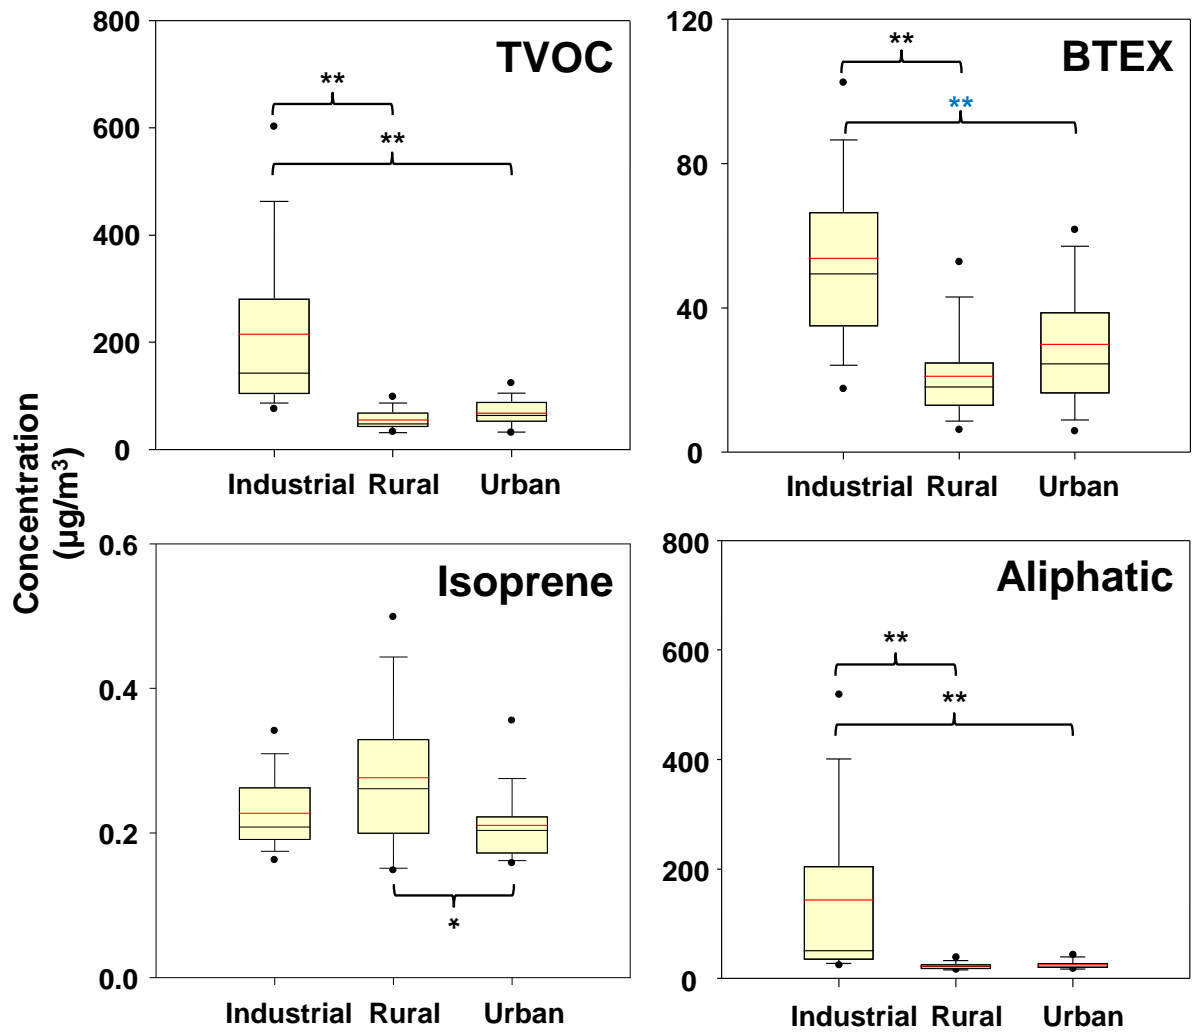 Concentration
(µg/m³)
TVOC
800
600
400
200
0
**
**
Industrial Rural Urban
BTEX
120
80
40
0
**
**
Industrial Rural Urban
Isoprene
0.6
0.4
0.2
0.0
*
Industrial Rural Urban
Aliphatic
800
600
400
200
0
**
**
Industrial Rural Urban